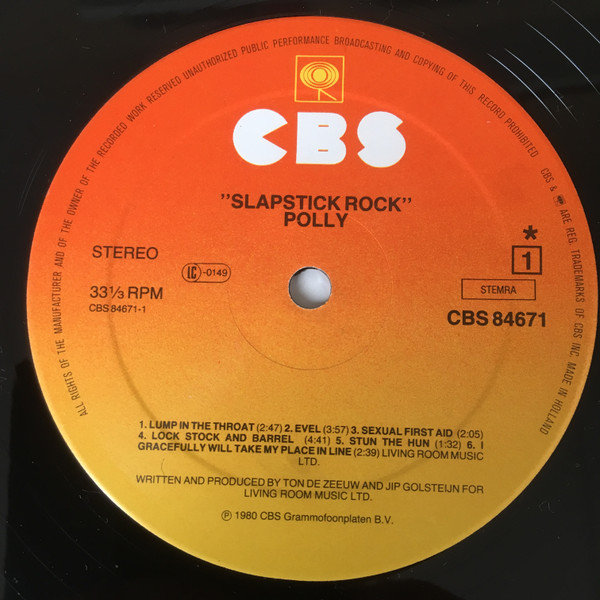 ALL RIGHTS OF THE MANUFACTURER AND OF THE OWNER OF THE RECORDED WORK RESERVED UNAUTHORIZED PUBLIC PERFORMANCE BROADCASTING AND COPYING OF THIS RECORD PROHIBITED
CBS & ARE REG. TRADEMARKS OF CBS INC. MADE IN HOLLAND
CBS
"SLAPSTICK ROCK"
POLLY
STEREO
LC-0149
33 1/3 RPM
CBS 84671-1
*
1
STEMRA
CBS 84671
1. LUMP IN THE THROAT (2:47) 2. EVEL (3:57) 3. SEXUAL FIRST AID (2:05)
4. LOCK STOCK AND BARREL (4:41) 5. STUN THE HUN (1:32) 6. I
GRACEFULLY WILL TAKE MY PLACE IN LINE (2:39) LIVING ROOM MUSIC
LTD.
WRITTEN AND PRODUCED BY TON DE ZEEUW AND JIP GOLSTEIJN FOR
LIVING ROOM MUSIC LTD.
℗ 1980 CBS Grammofoonplaten B.V.